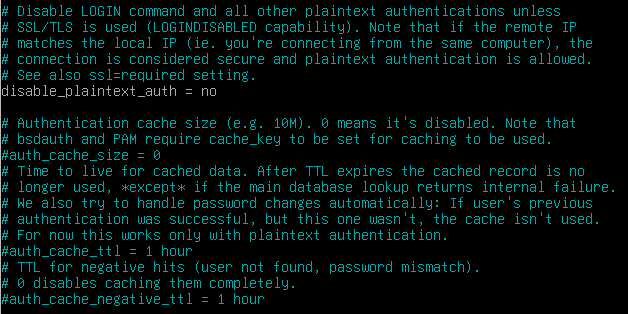 # Disable LOGIN command and all other plaintext authentications unless
# SSL/TLS is used (LOGINDISABLED capability). Note that if the remote IP
# matches the local IP (ie. you're connecting from the same computer), the
# connection is considered secure and plaintext authentication is allowed.
# See also ssl=required setting.
disable_plaintext_auth = no
# Authentication cache size (e.g. 10M). 0 means it's disabled. Note that
# bsdauth and PAM require cache_key to be set for caching to be used.
#auth_cache_size = 0
# Time to live for cached data. After TTL expires the cached record is no
# longer used, *except* if the main database lookup returns internal failure.
# We also try to handle password changes automatically: If user's previous
# authentication was successful, but this one wasn't, the cache isn't used.
# For now this works only with plaintext authentication.
#auth_cache_ttl = 1 hour
# TTL for negative hits (user not found, password mismatch).
# 0 disables caching them completely.
#auth_cache_negative_ttl = 1 hour